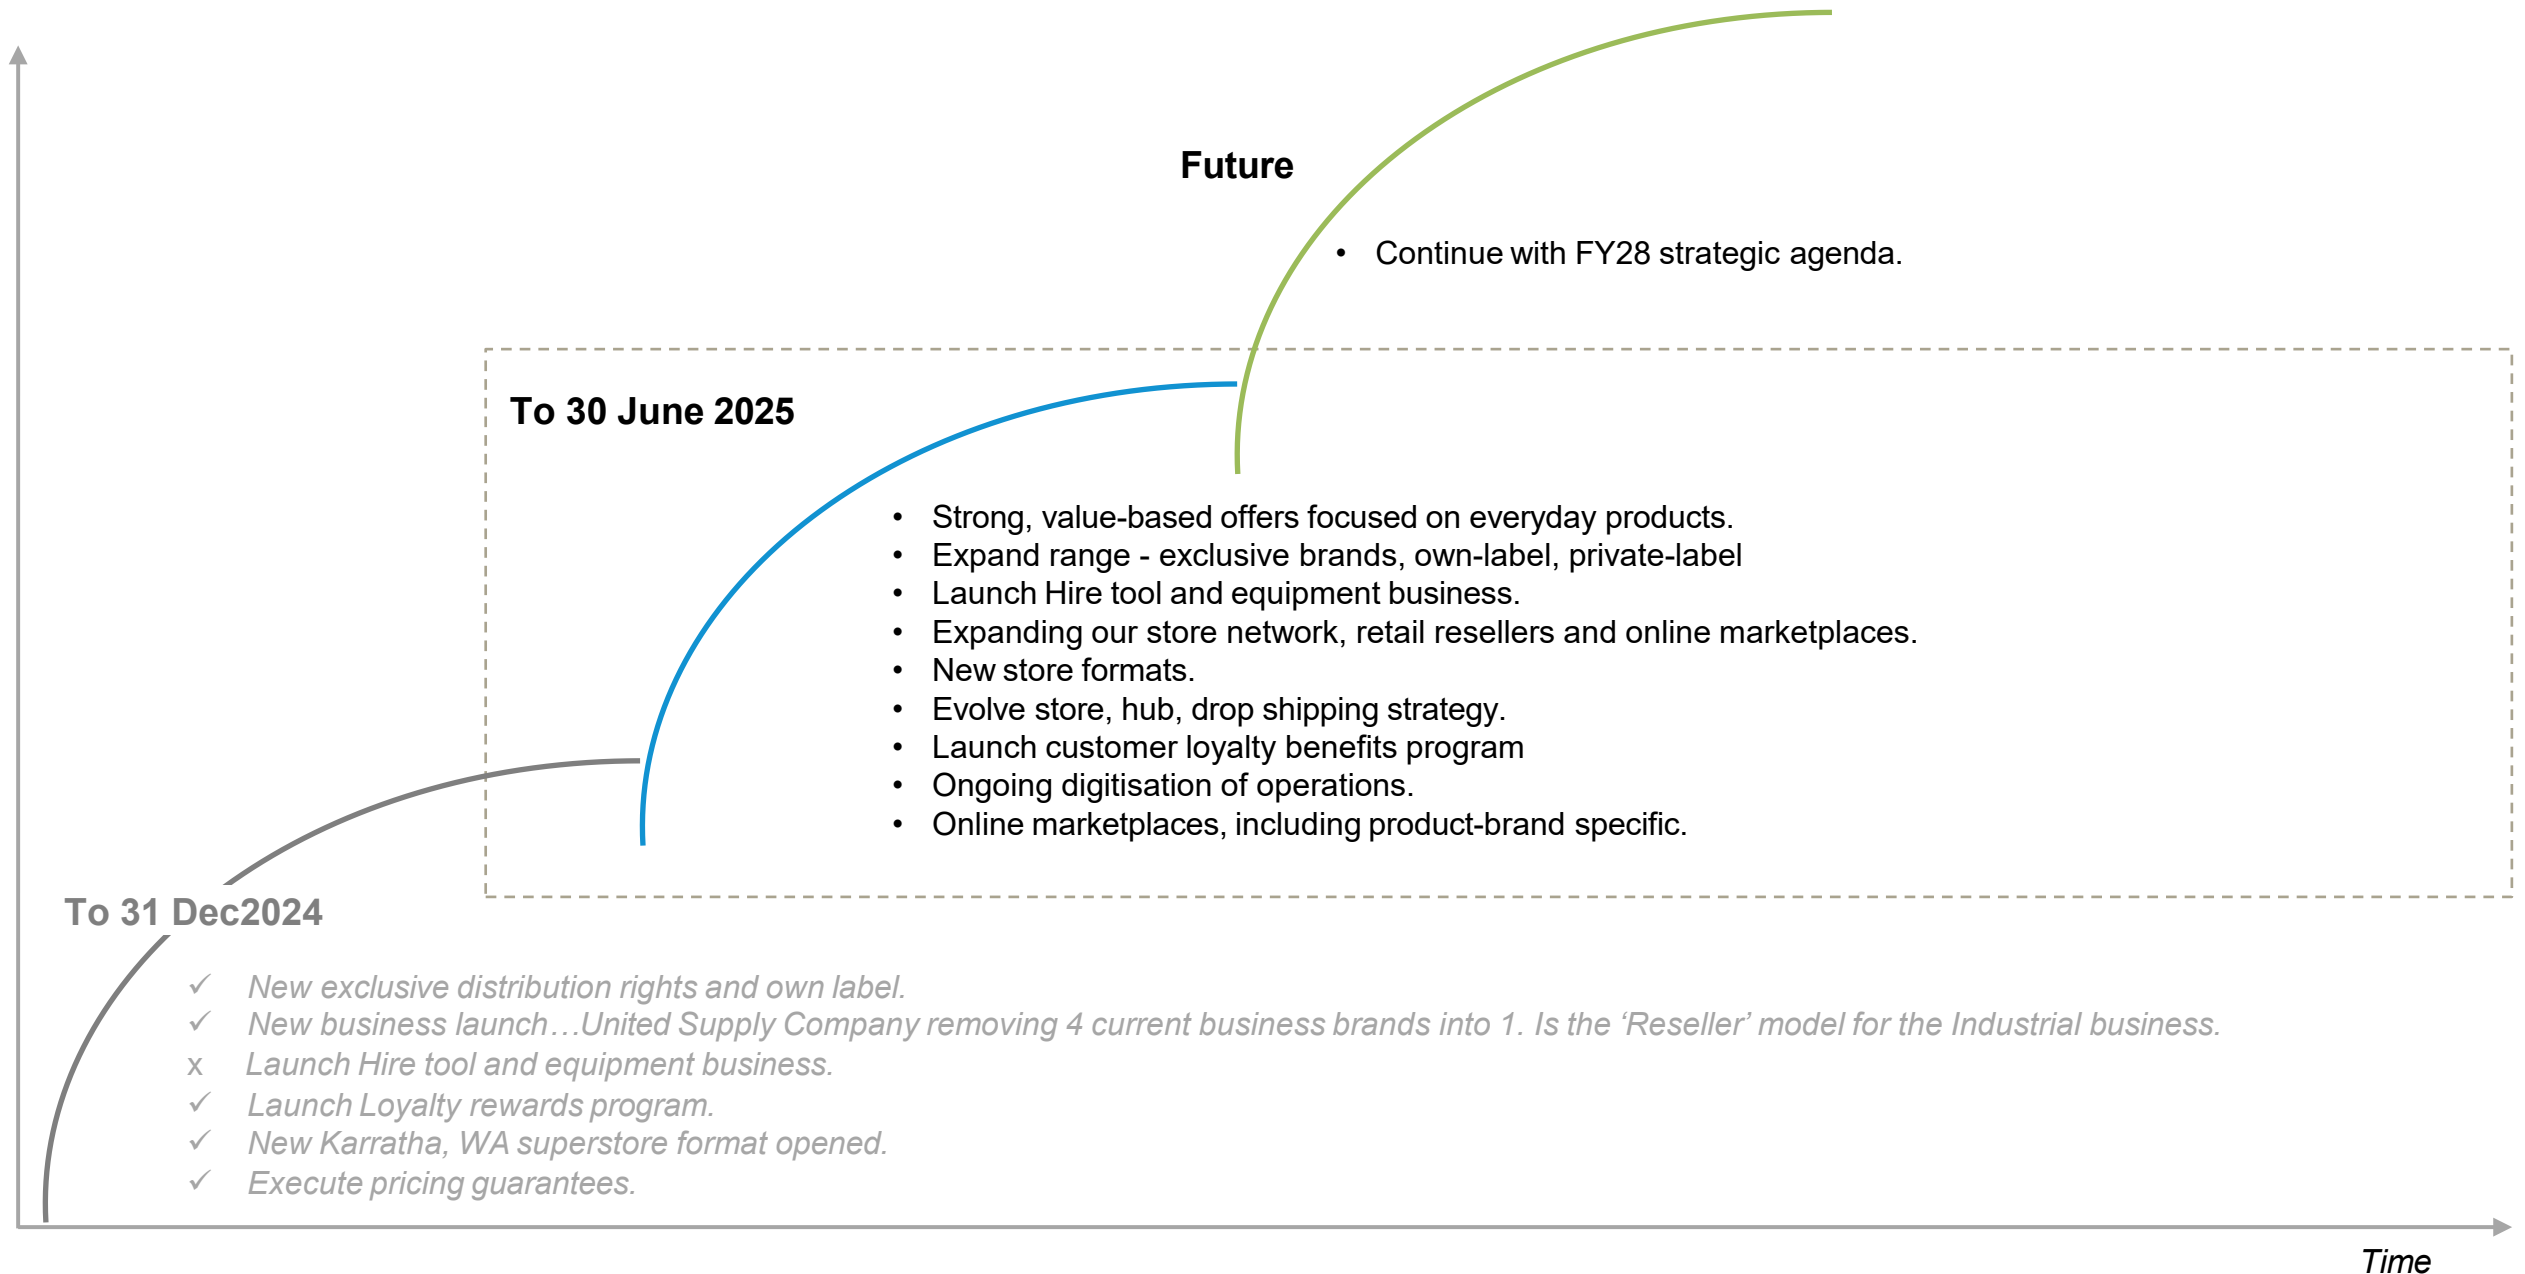 Future
• Continue with FY28 strategic agenda.
To 30 June 2025
• Strong, value-based offers focused on everyday products.
• Expand range - exclusive brands, own-label, private-label
• Launch Hire tool and equipment business.
• Expanding our store network, retail resellers and online marketplaces.
• New store formats.
• Evolve store, hub, drop shipping strategy.
• Launch customer loyalty benefits program
• Ongoing digitisation of operations.
• Online marketplaces, including product-brand specific.
To 31 Dec2024
✓ New exclusive distribution rights and own label.
✓ New business launch…United Supply Company removing 4 current business brands into 1. Is the ‘Reseller’ model for the Industrial business.
x Launch Hire tool and equipment business.
✓ Launch Loyalty rewards program.
✓ New Karratha, WA superstore format opened.
✓ Execute pricing guarantees.
Time